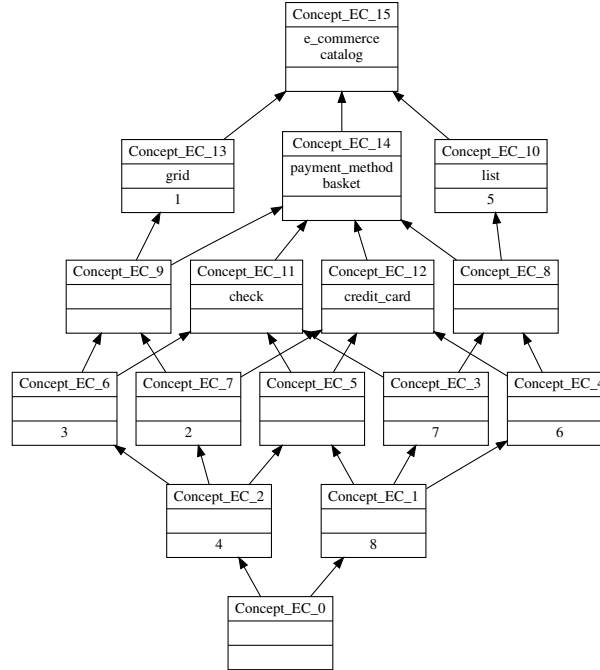 Concept_EC_15
e_commerce
catalog
Concept_EC_13
grid
1
Concept_EC_14
payment_method
basket
Concept_EC_10
list
5
Concept_EC_9
Concept_EC_11
check
Concept_EC_12
credit_card
Concept_EC_8
Concept_EC_6
3
Concept_EC_7
2
Concept_EC_5
Concept_EC_3
7
Concept_EC_4
6
Concept_EC_2
4
Concept_EC_1
8
Concept_EC_0